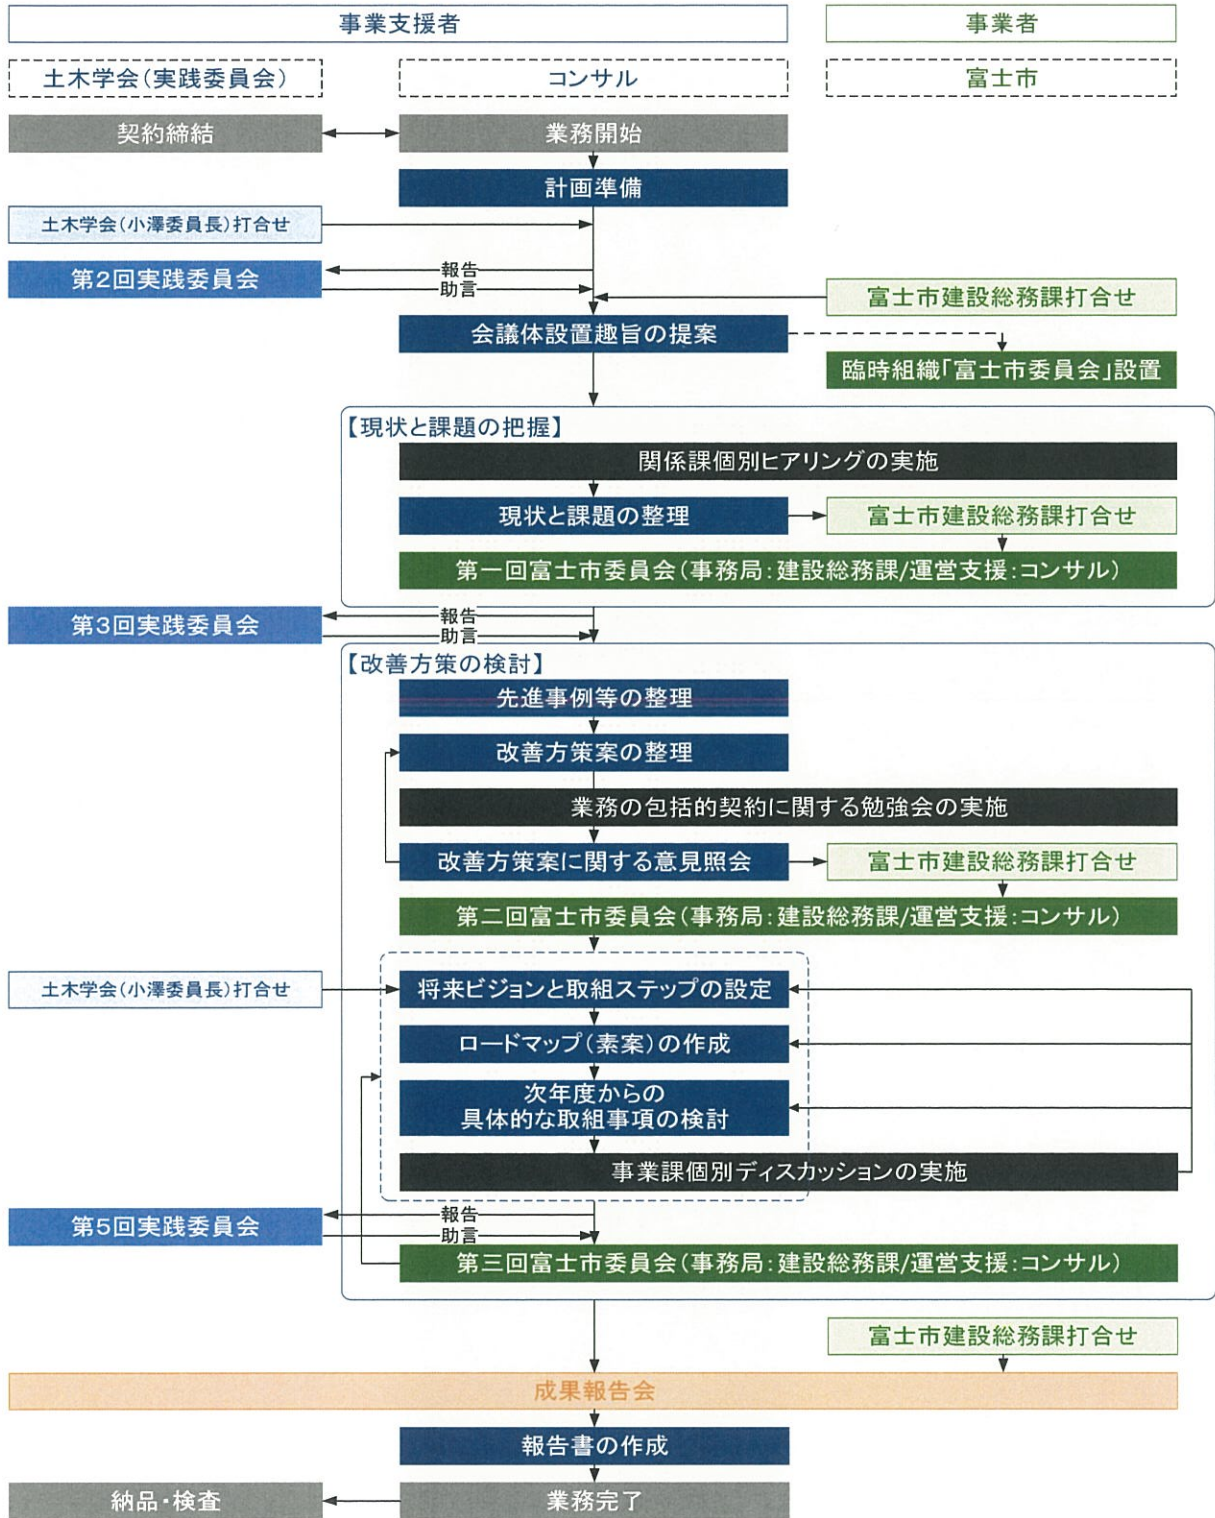 事業支援者
事業者
土木学会(実践委員会)
コンサル
富士市
契約締結
業務開始
計画準備
土木学会(小澤委員長)打合せ
第2回実践委員会
報告
助言
富士市建設総務課打合せ
会議体設置趣旨の提案
臨時組織「富士市委員会」設置
【現状と課題の把握】
関係課個別ヒアリングの実施
現状と課題の整理
富士市建設総務課打合せ
第一回富士市委員会(事務局:建設総務課/運営支援:コンサル)
第3回実践委員会
報告
助言
【改善方策の検討】
先進事例等の整理
改善方策案の整理
業務の包括的契約に関する勉強会の実施
改善方策案に関する意見照会
富士市建設総務課打合せ
第二回富士市委員会(事務局:建設総務課/運営支援:コンサル)
土木学会(小澤委員長)打合せ
将来ビジョンと取組ステップの設定
ロードマップ(素案)の作成
次年度からの
具体的な取組事項の検討
事業課個別ディスカッションの実施
第5回実践委員会
報告
助言
第三回富士市委員会(事務局:建設総務課/運営支援:コンサル)
富士市建設総務課打合せ
成果報告会
報告書の作成
納品・検査
業務完了